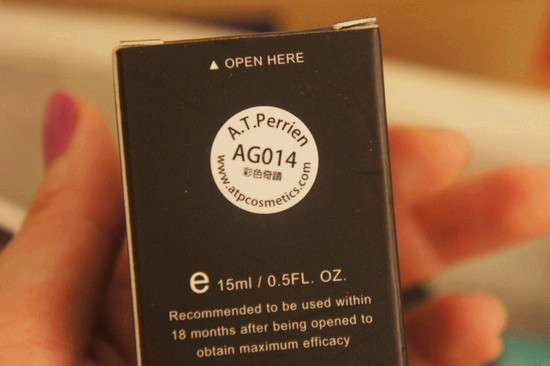 ▲ OPEN HERE
A.T.Perrien
AG014
彩色奇蹟
www.atpcosmetics.com
e 15ml / 0.5FL. OZ.
Recommended to be used within
18 months after being opened to
obtain maximum efficacy